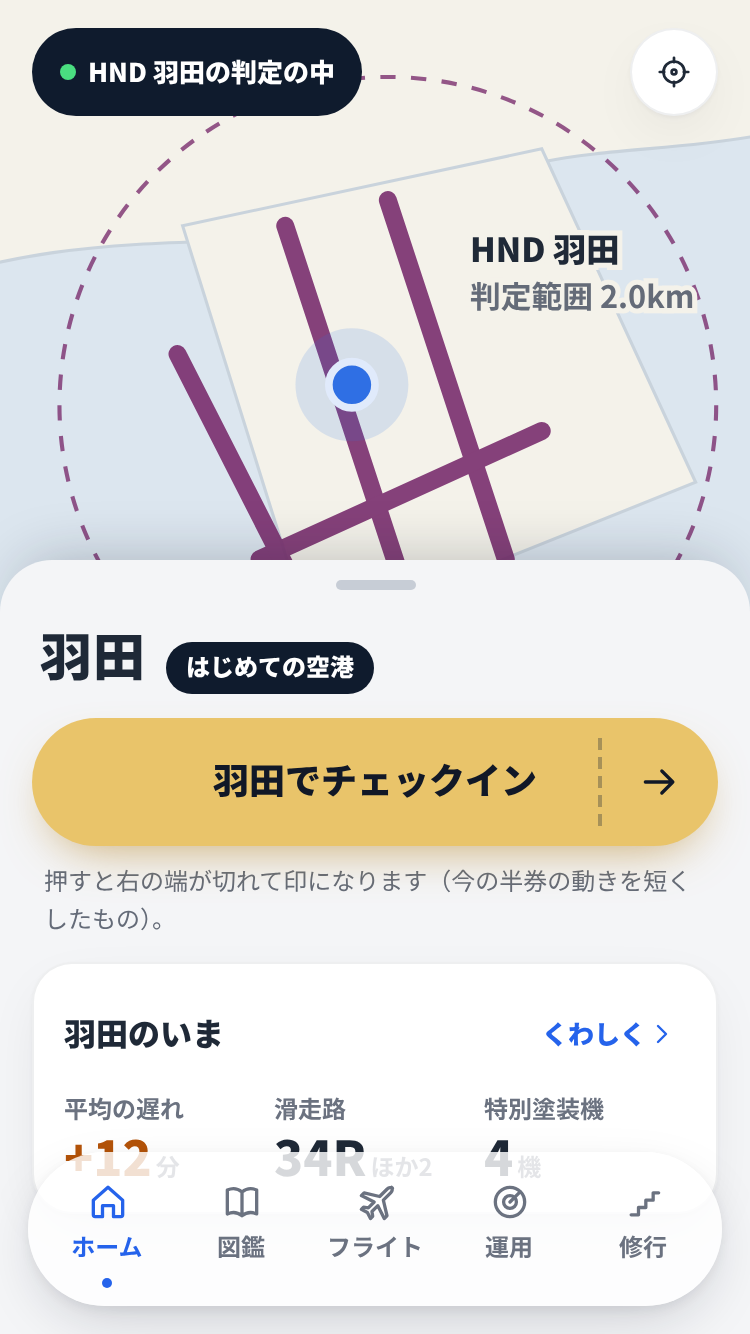 HND 羽田の判定の中
HND 羽田
判定範囲 2.0km
羽田
はじめての空港
羽田でチェックイン
押すと右の端が切れて印になります（今の半券の動きを短く
したもの）。
羽田のいま
くわしく
平均の遅れ
滑走路
特別塗装機
+12分
34Rほか2
4機
ホーム
図鑑
フライト
運用
修行